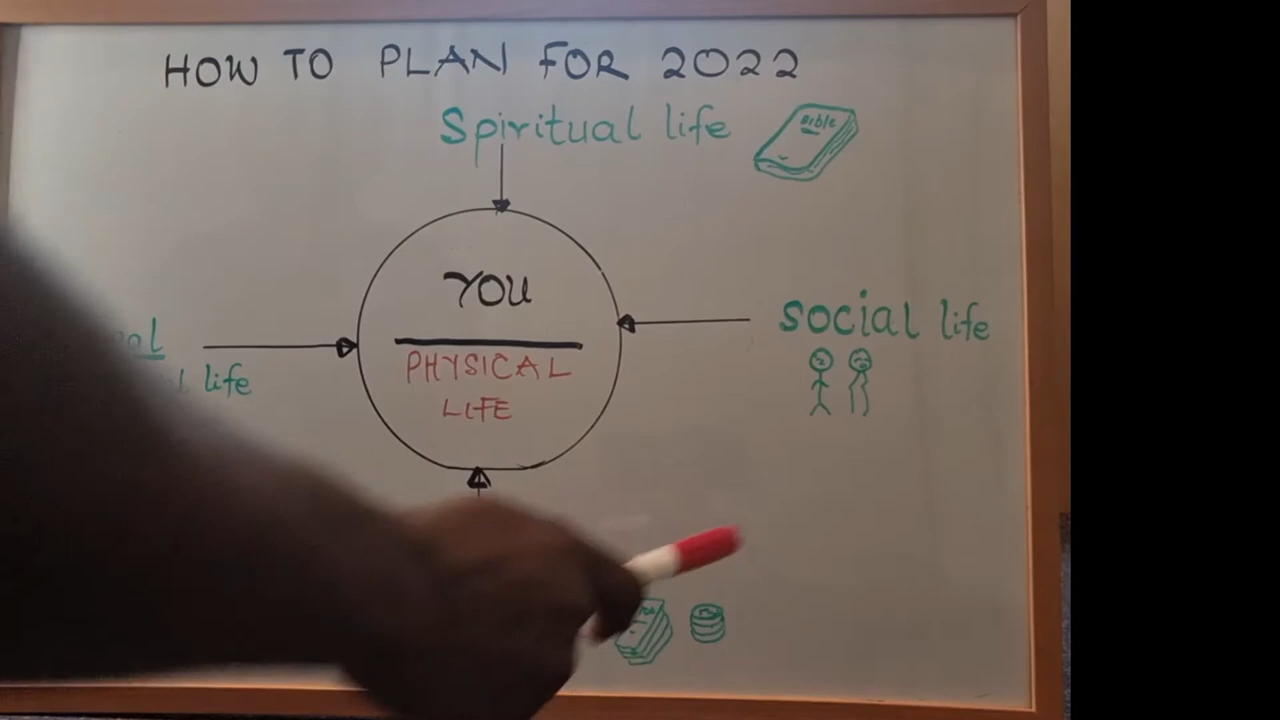 HOW TO PLAN FOR 2022
Spiritual life
Bible
YOU
PHYSICAL
LIFE
social life
life